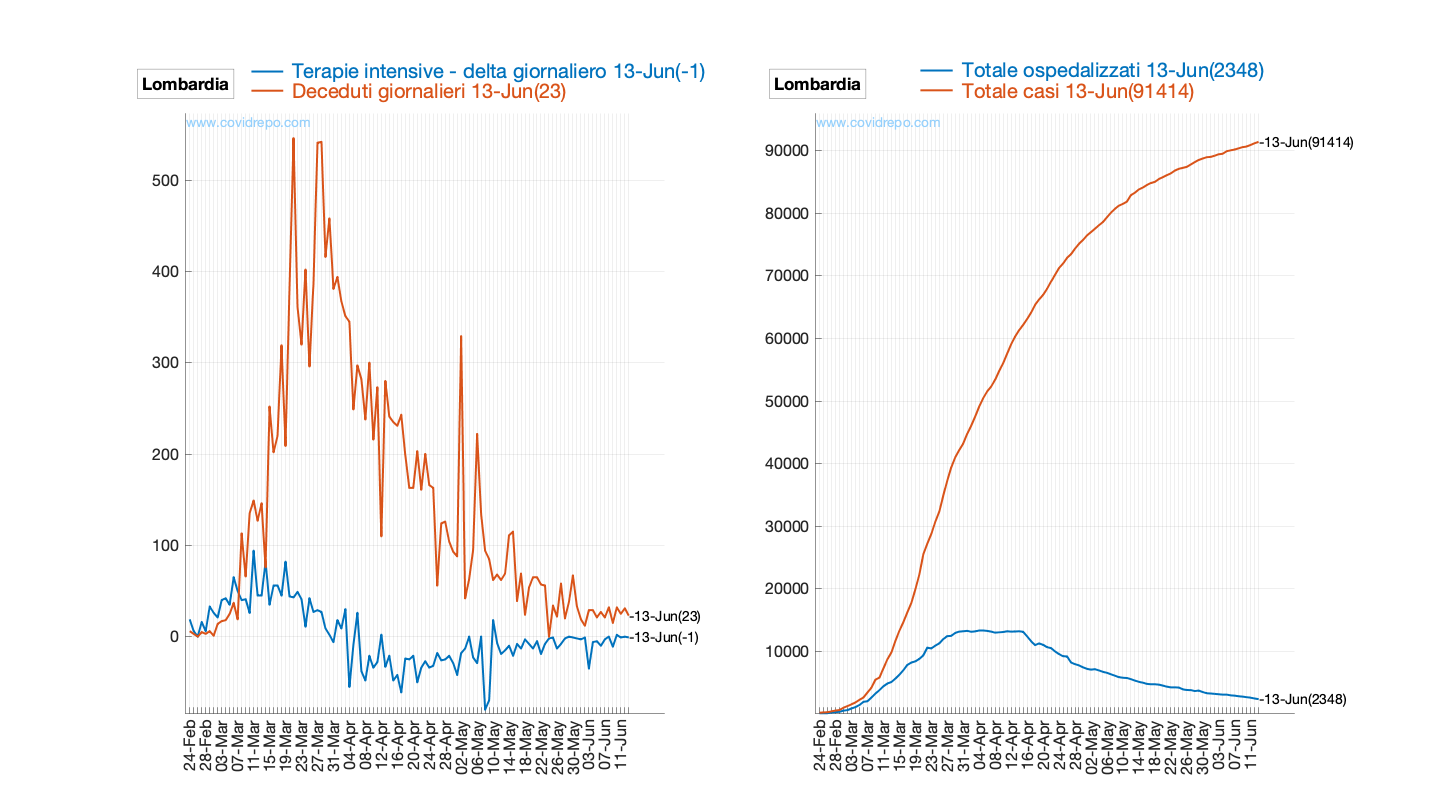 Lombardia
Terapie intensive - delta giornaliero 13-Jun(-1)
Deceduti giornalieri 13-Jun(23)
www.covidrepo.com
500
400
300
200
100
0
-13-Jun(23)
-13-Jun(-1)
24-Feb
28-Feb
03-Mar
07-Mar
11-Mar
15-Mar
19-Mar
23-Mar
27-Mar
31-Mar
04-Apr
08-Apr
12-Apr
16-Apr
20-Apr
24-Apr
28-Apr
02-May
06-May
10-May
14-May
18-May
22-May
26-May
30-May
03-Jun
07-Jun
11-Jun
Lombardia
Totale ospedalizzati 13-Jun(2348)
Totale casi 13-Jun(91414)
www.covidrepo.com
90000
80000
70000
60000
50000
40000
30000
20000
10000
-13-Jun(91414)
-13-Jun(2348)
24-Feb
28-Feb
03-Mar
07-Mar
11-Mar
15-Mar
19-Mar
23-Mar
27-Mar
31-Mar
04-Apr
08-Apr
12-Apr
16-Apr
20-Apr
24-Apr
28-Apr
02-May
06-May
10-May
14-May
18-May
22-May
26-May
30-May
03-Jun
07-Jun
11-Jun